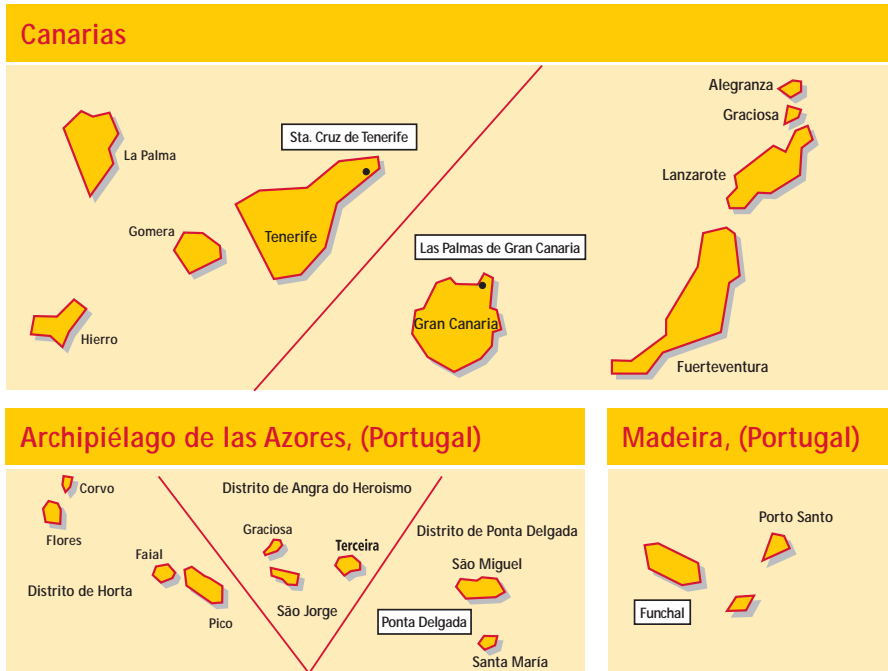 Canarias
Alegranza
Graciosa
Sta. Cruz de Tenerife
La Palma
Lanzarote
Gomera
Tenerife
Las Palmas de Gran Canaria
Gran Canaria
Hierro
Fuerteventura
Archipiélago de las Azores, (Portugal)
Corvo
Distrito de Angra do Heroismo
Flores
Graciosa
Terceira
Distrito de Ponta Delgada
Faial
São Miguel
Distrito de Horta
Pico
São Jorge
Ponta Delgada
Santa María
Madeira, (Portugal)
Porto Santo
Funchal